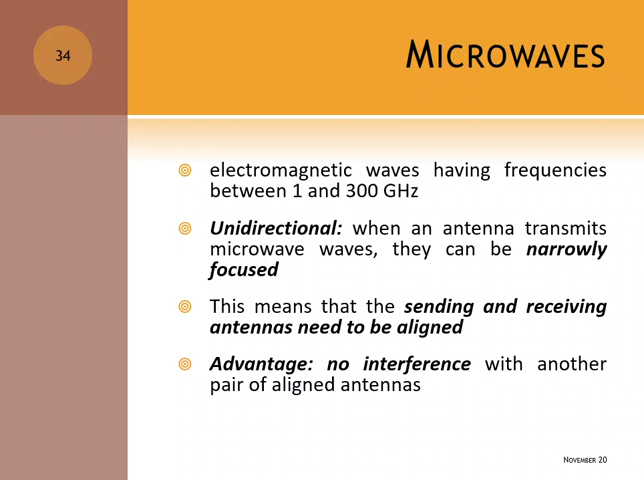 34
Microwaves
electromagnetic waves having frequencies
between 1 and 300 GHz
Unidirectional: when an antenna transmits
microwave waves, they can be narrowly
focused
This means that the sending and receiving
antennas need to be aligned
Advantage: no interference with another
pair of aligned antennas
November 20